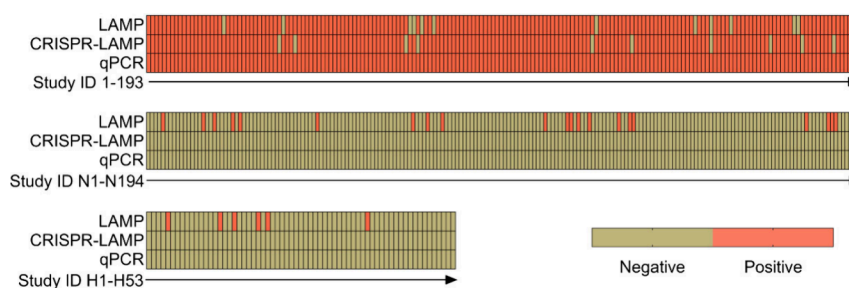 LAMP
CRISPR-LAMP
qPCR
Study ID 1-193
LAMP
CRISPR-LAMP
qPCR
Study ID N1-N194
LAMP
CRISPR-LAMP
qPCR
Study ID H1-H53
Negative Positive